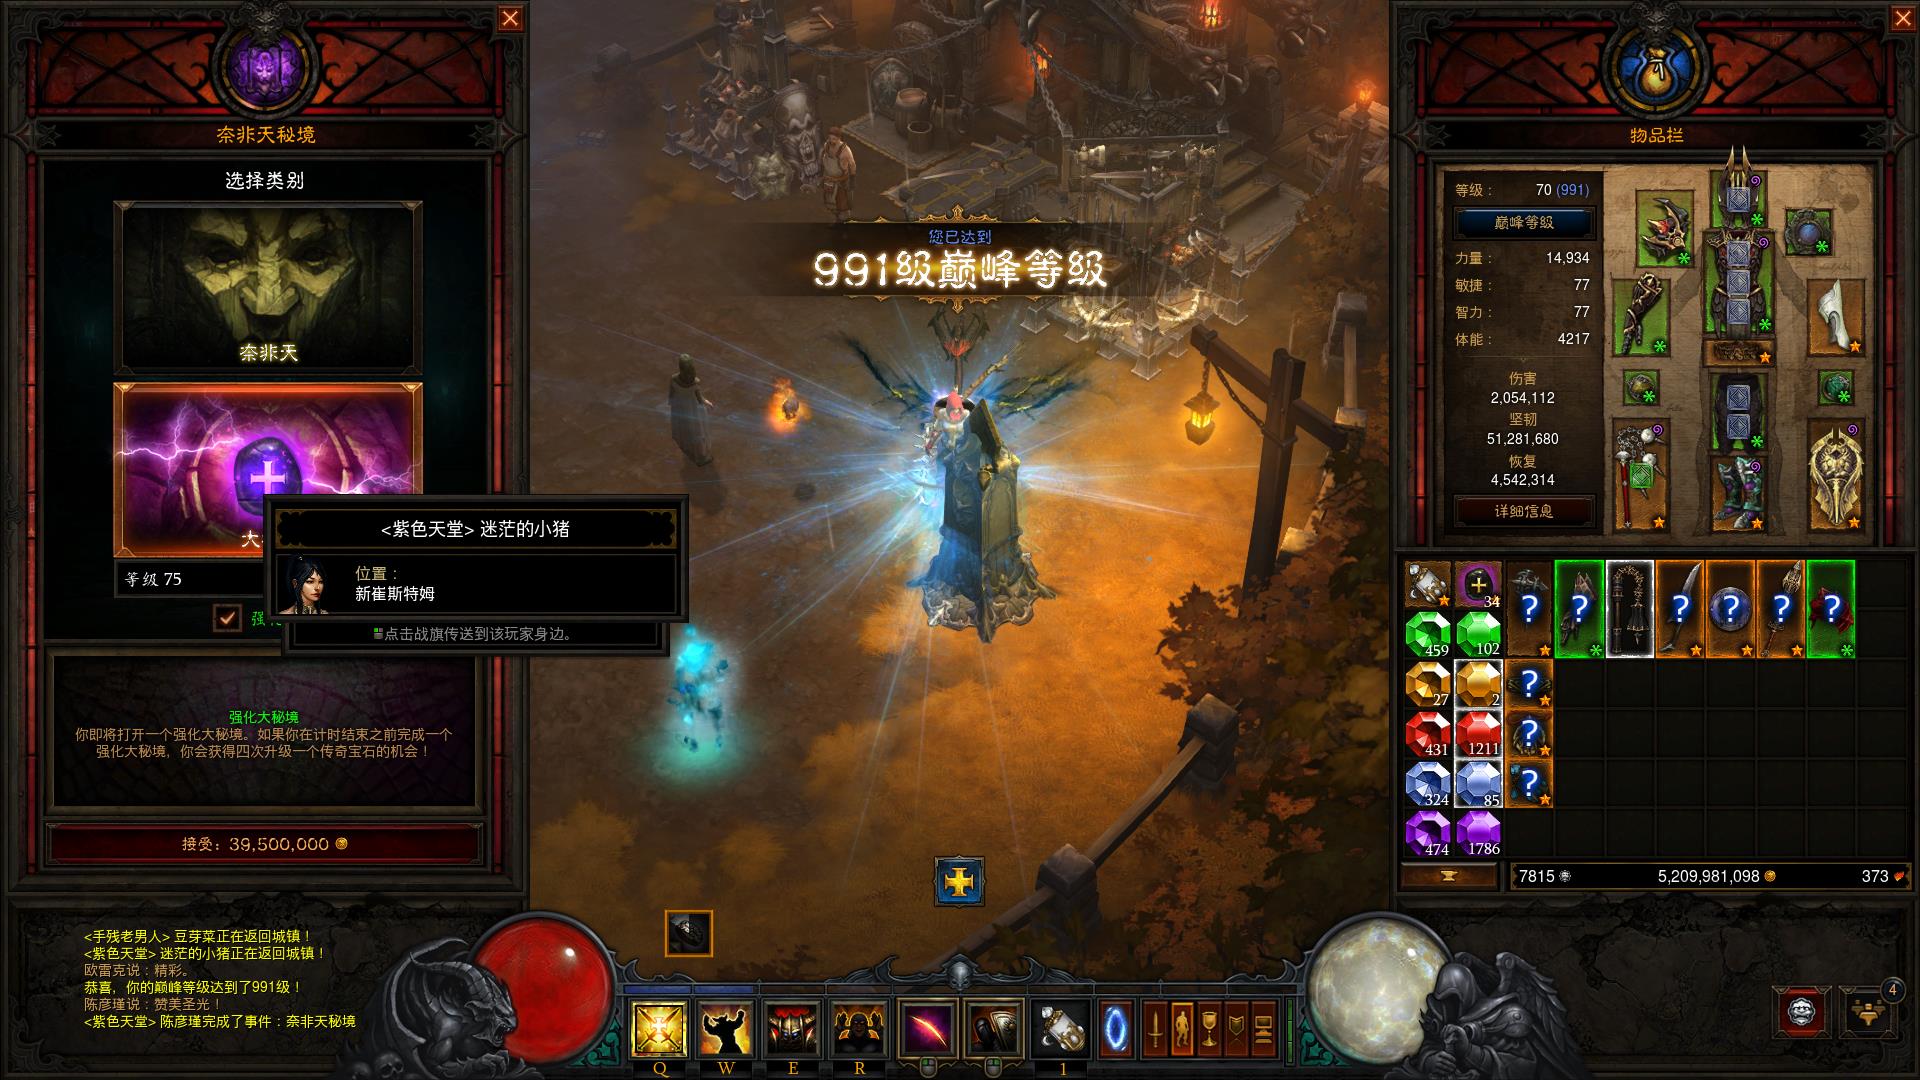 奈非天秘境
选择类别
奈非天
大
等级 75
强化
<紫色天堂> 迷茫的小猪
位置：
新崔斯特姆
点击战旗传送到该玩家身边。
强化大秘境
你即将打开一个强化大秘境。如果你在计时结束之前完成一个
强化大秘境，你会获得四次升级一个传奇宝石的机会！
接受：39,500,000
<手残老男人> 豆芽菜正在返回城镇！
<紫色天堂> 迷茫的小猪正在返回城镇！
欧雷克说：精彩。
恭喜，你的巅峰等级达到了991级！
陈彦瑾说：赞美圣光！
<紫色天堂> 陈彦瑾完成了事件：奈非天秘境
您已达到
991级巅峰等级
Q
W
E
R
1
物品栏
等级： 70 (991)
巅峰等级
力量： 14,934
敏捷： 77
智力： 77
体能： 4217
伤害
2,054,112
坚韧
51,281,680
恢复
4,542,314
详细信息
34
459 102
27 2
431 1211
324 85
474 1786
7815 5,209,981,098 373
4